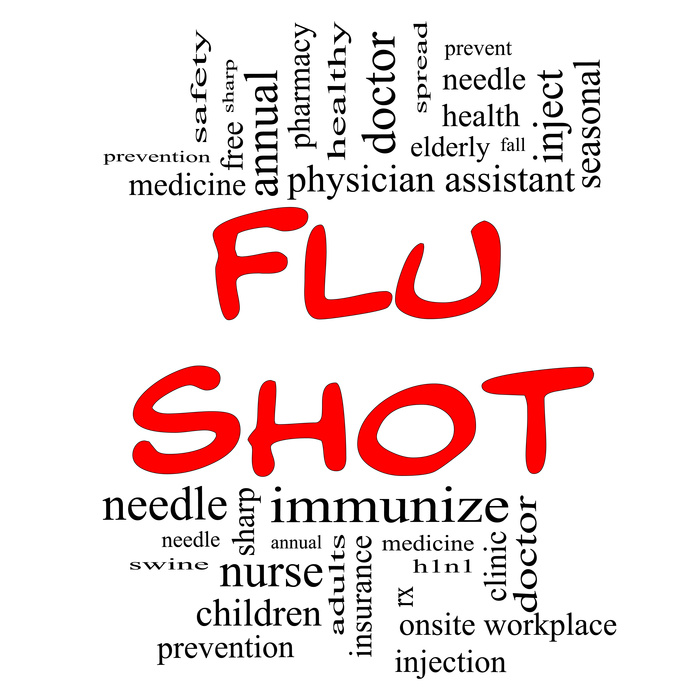 safety
sharp
free
annual
pharmacy
healthy
doctor
spread
prevent
needle
health
elderly
fall
inject
seasonal
prevention
medicine
physician assistant
FLU
SHOT
needle
sharp
immunize
needle
annual
medicine
swine
nurse
adults
insurance
h1n1
clinic
doctor
rx
children
onsite workplace
prevention
injection